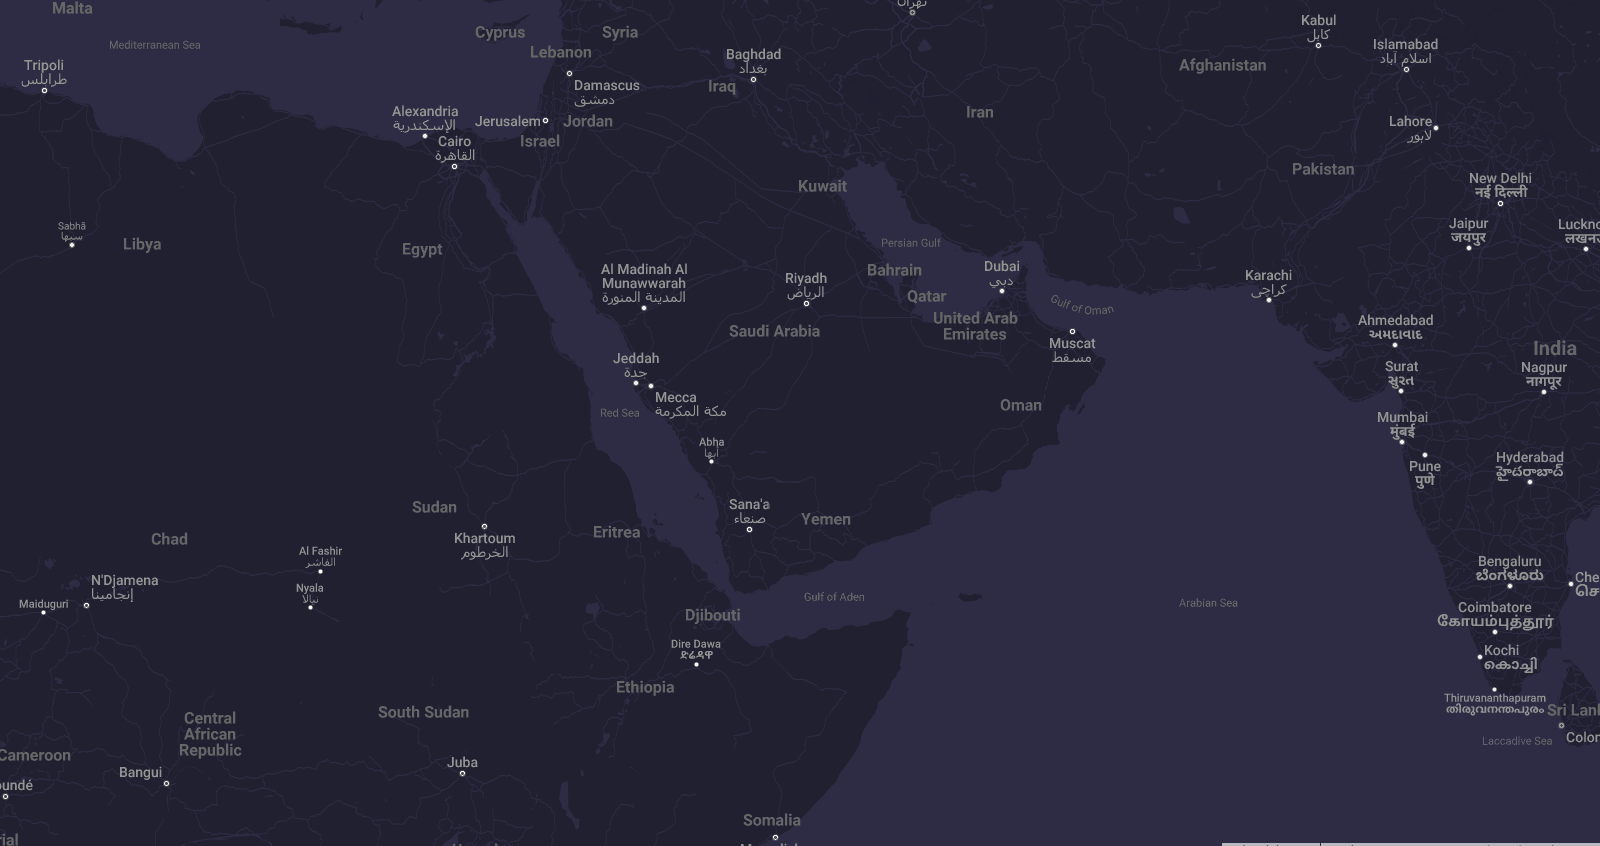 Malta
Mediterranean Sea
Tripoli
طرابلس
Cyprus
Syria
Lebanon
Damascus
دمشق
Baghdad
بغداد
Iraq
تهران
Iran
Kabul
کابل
Afghanistan
Islamabad
اسلام آباد
Alexandria
الإسكندرية
Cairo
القاهرة
Jerusalem
Jordan
Israel
Lahore
لاہور
Pakistan
Kuwait
New Delhi
नई दिल्ली
Jaipur
जयपुर
Sabhā
سبها
Libya
Egypt
Persian Gulf
Al Madinah Al
Munawwarah
المدينة المنورة
Riyadh
الرياض
Bahrain
Dubai
دبي
Qatar
Gulf of Oman
Karachi
کراچی
United Arab
Emirates
Saudi Arabia
Muscat
مسقط
Ahmedabad
અમદાવાદ
India
Jeddah
جدة
Mecca
مكة المكرمة
Red Sea
Oman
Surat
સુરત
Nagpur
नागपूर
Mumbai
मुंबई
Pune
पुणे
Hyderabad
హైదరాబాద్
Abha
أبها
Sana'a
صنعاء
Yemen
Sudan
Khartoum
الخرطوم
Eritrea
Chad
Al Fashir
الفاشر
N'Djamena
إنجامينا
Nyala
نيالا
Maiduguri
Bengaluru
ಬೆಂಗಳೂರು
Djibouti
Gulf of Aden
Arabian Sea
Coimbatore
கோயம்புத்தூர்
Dire Dawa
ድሬዳዋ
Kochi
കൊച്ചി
Ethiopia
Thiruvananthapuram
തിരുവനന്തപുരം
South Sudan
Central
African
Republic
Laccadive Sea
Cameroon
Bangui
Juba
Somalia